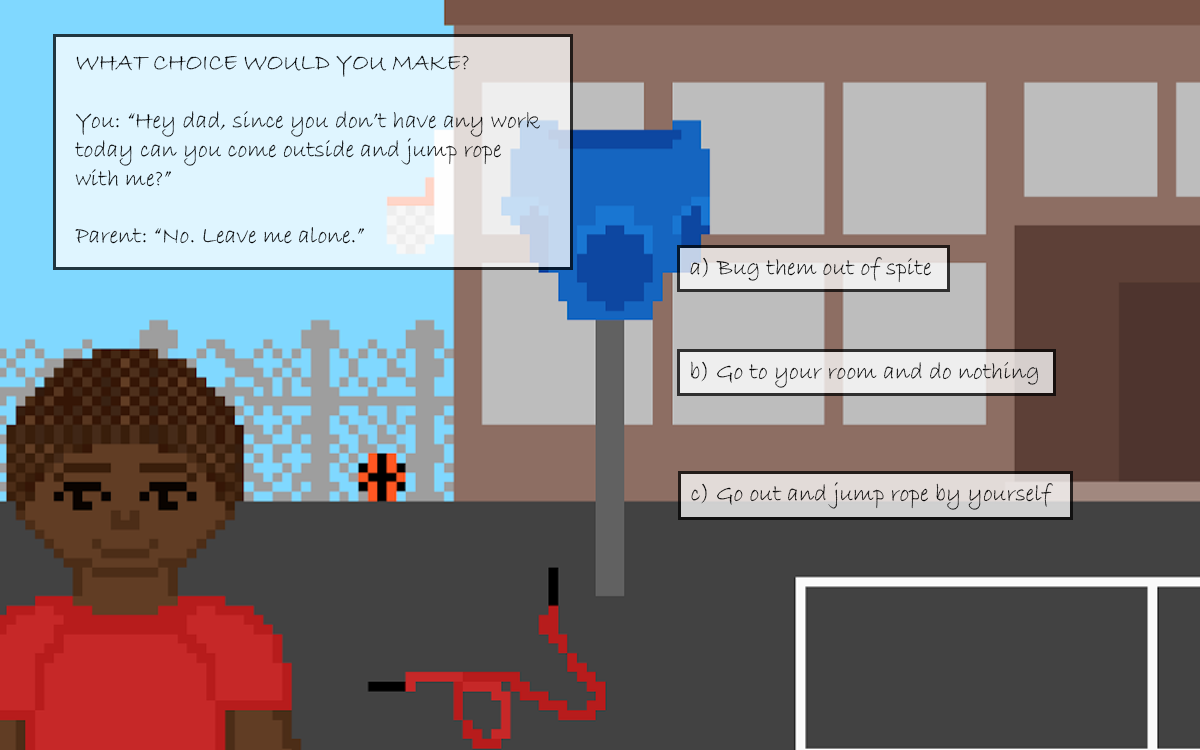 WHAT CHOICE WOULD YOU MAKE?
You: “Hey dad, since you don’t have any work
today can you come outside and jump rope
with me?”
Parent: “No. Leave me alone.”
a) Bug them out of spite
b) Go to your room and do nothing
c) Go out and jump rope by yourself